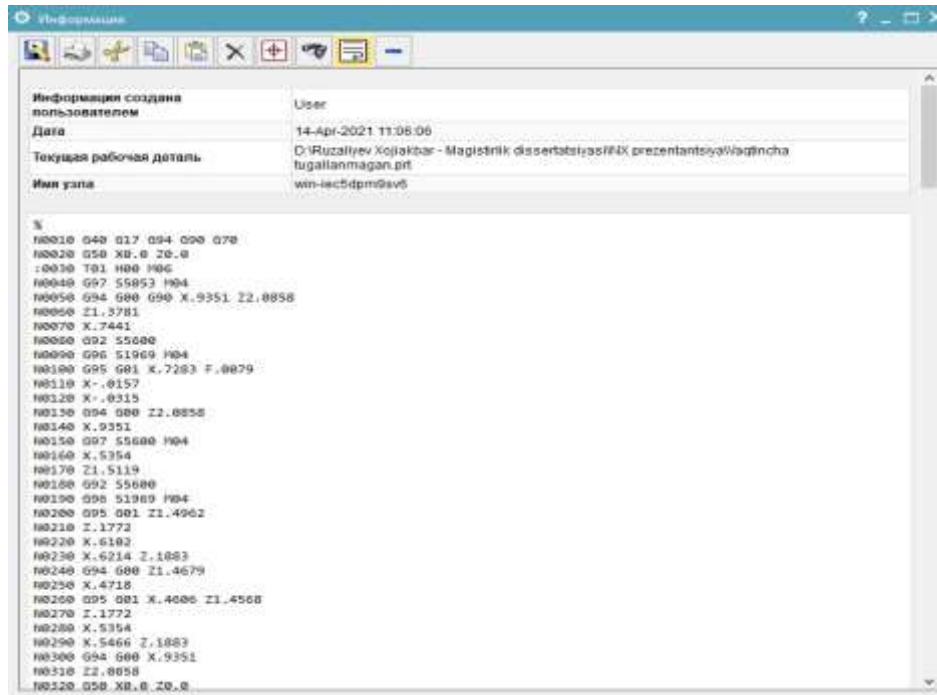 Информация
Информация создана пользователем
User
Дата
14-Apr-2021 11:06:06
Текущая рабочая деталь
D:\Ruzaliyev Xojiakbar - Magistrlik dissertatsiyasi\NX prezentantsiya\Vaqtincha tugallanmagan.prt
Имя узла
win-iec5dpm9sv6
%
N0010 G40 G17 G94 G90 G70
N0020 G50 X0.0 Z0.0
:0030 T01 H00 M06
N0040 G97 S5053 M04
N0050 G94 G00 G90 X.9351 Z2.0858
N0060 Z1.3781
N0070 X.7441
N0080 G92 S5600
N0090 G96 S1969 M04
N0100 G95 G01 X.7283 F.0079
N0110 X-.0157
N0120 X-.0315
N0130 G94 G00 Z2.0858
N0140 X.9351
N0150 G97 S5600 M04
N0160 X.5354
N0170 Z1.5119
N0180 G92 S5600
N0190 G96 S1969 M04
N0200 G95 G01 Z1.4962
N0210 Z.1772
N0220 X.6102
N0230 X.6214 Z.1883
N0240 G94 G00 Z1.4679
N0250 X.4718
N0260 G95 G01 X.4606 Z1.4568
N0270 Z.1772
N0280 X.5354
N0290 X.5466 Z.1883
N0300 G94 G00 X.9351
N0310 Z2.0858
N0320 G50 X0.0 Z0.0